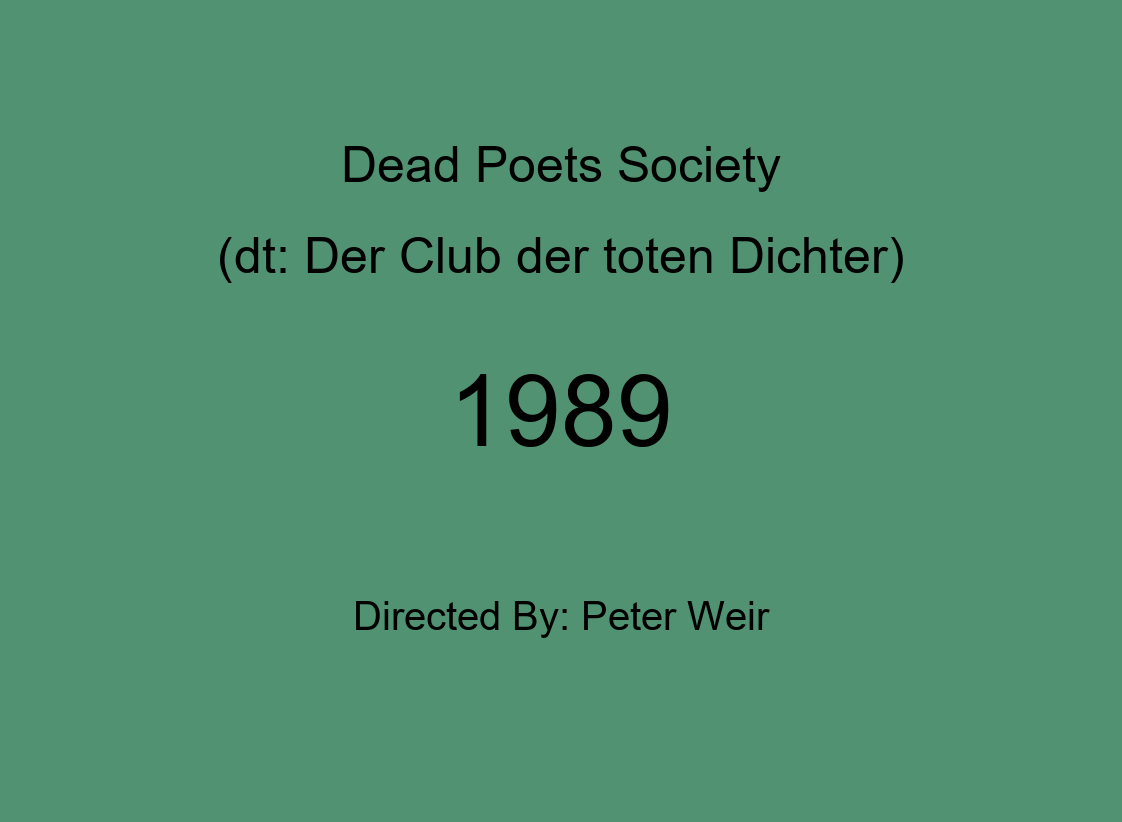 Dead Poets Society
(dt: Der Club der toten Dichter)
1989
Directed By: Peter Weir